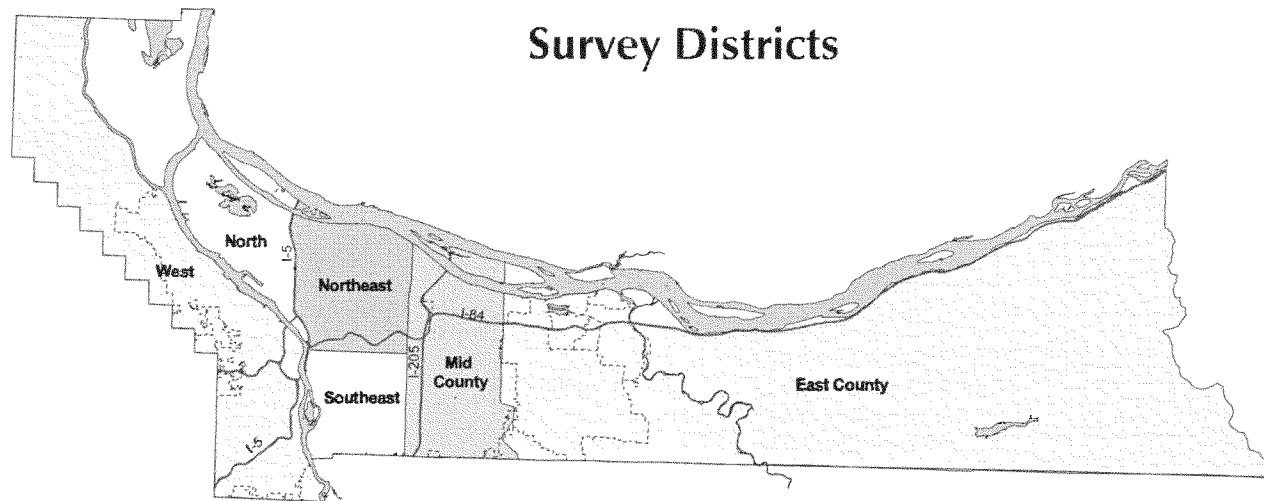 Survey Districts
North
I-5
West
Northeast
I-84
I-205
Mid
County
East County
Southeast
I-5